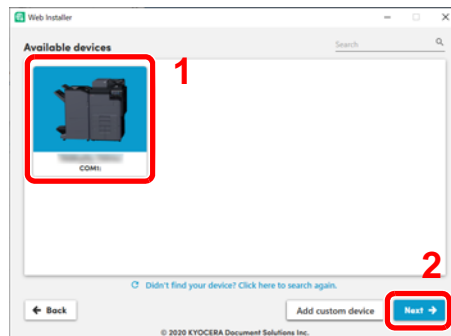 Web Installer
Available devices
Search
1
COM1:
2
Didn't find your device? Click here to search again.
Back
Add custom device
Next
© 2020 KYOCERA Document Solutions Inc.